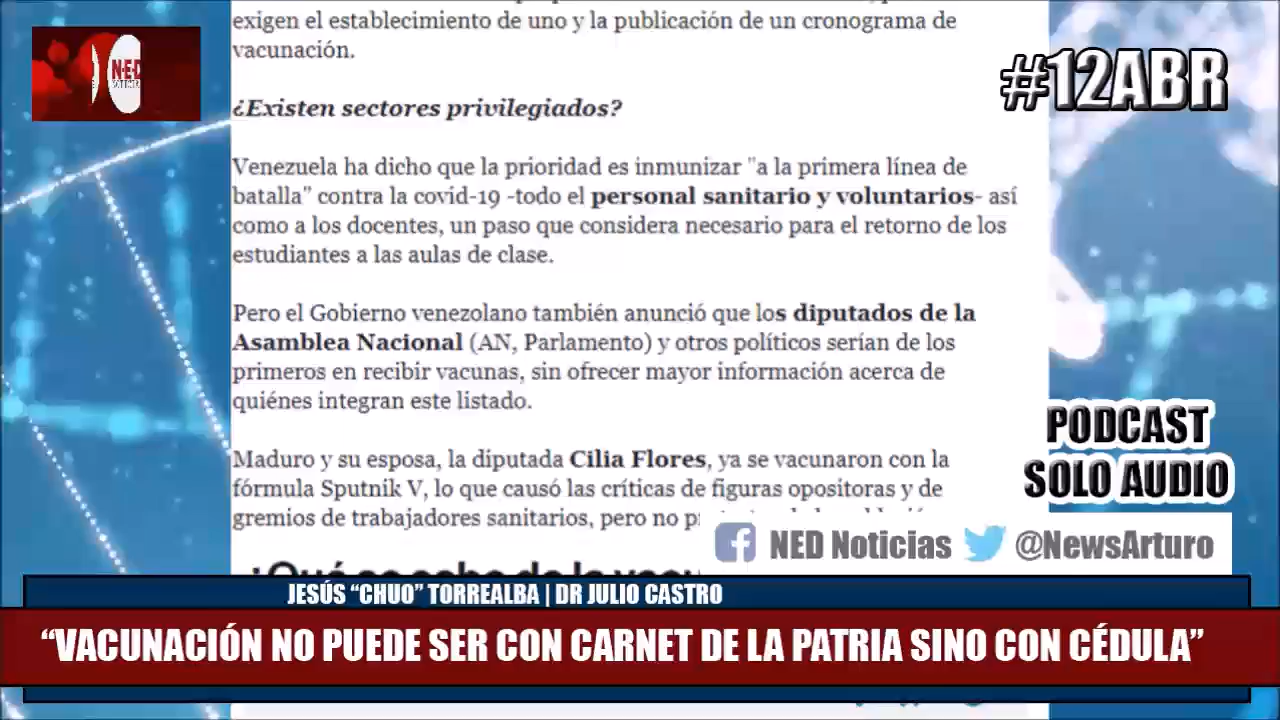 exigen el establecimiento de uno y la publicación de un cronograma de
vacunación.
¿Existen sectores privilegiados?
Venezuela ha dicho que la prioridad es inmunizar "a la primera línea de
batalla" contra la covid-19 -todo el personal sanitario y voluntarios- así
como a los docentes, un paso que considera necesario para el retorno de los
estudiantes a las aulas de clase.
Pero el Gobierno venezolano también anunció que los diputados de la
Asamblea Nacional (AN, Parlamento) y otros políticos serían de los
primeros en recibir vacunas, sin ofrecer mayor información acerca de
quiénes integran este listado.
Maduro y su esposa, la diputada Cilia Flores, ya se vacunaron con la
fórmula Sputnik V, lo que causó las críticas de figuras opositoras y de
gremios de trabajadores sanitarios, pero no
¿Qué se sabe de la
N-ED
#12ABR
PODCAST
SOLO AUDIO
NED Noticias @NewsArturo
JESÚS “CHUO” TORREALBA | DR JULIO CASTRO
“VACUNACIÓN NO PUEDE SER CON CARNET DE LA PATRIA SINO CON CÉDULA”